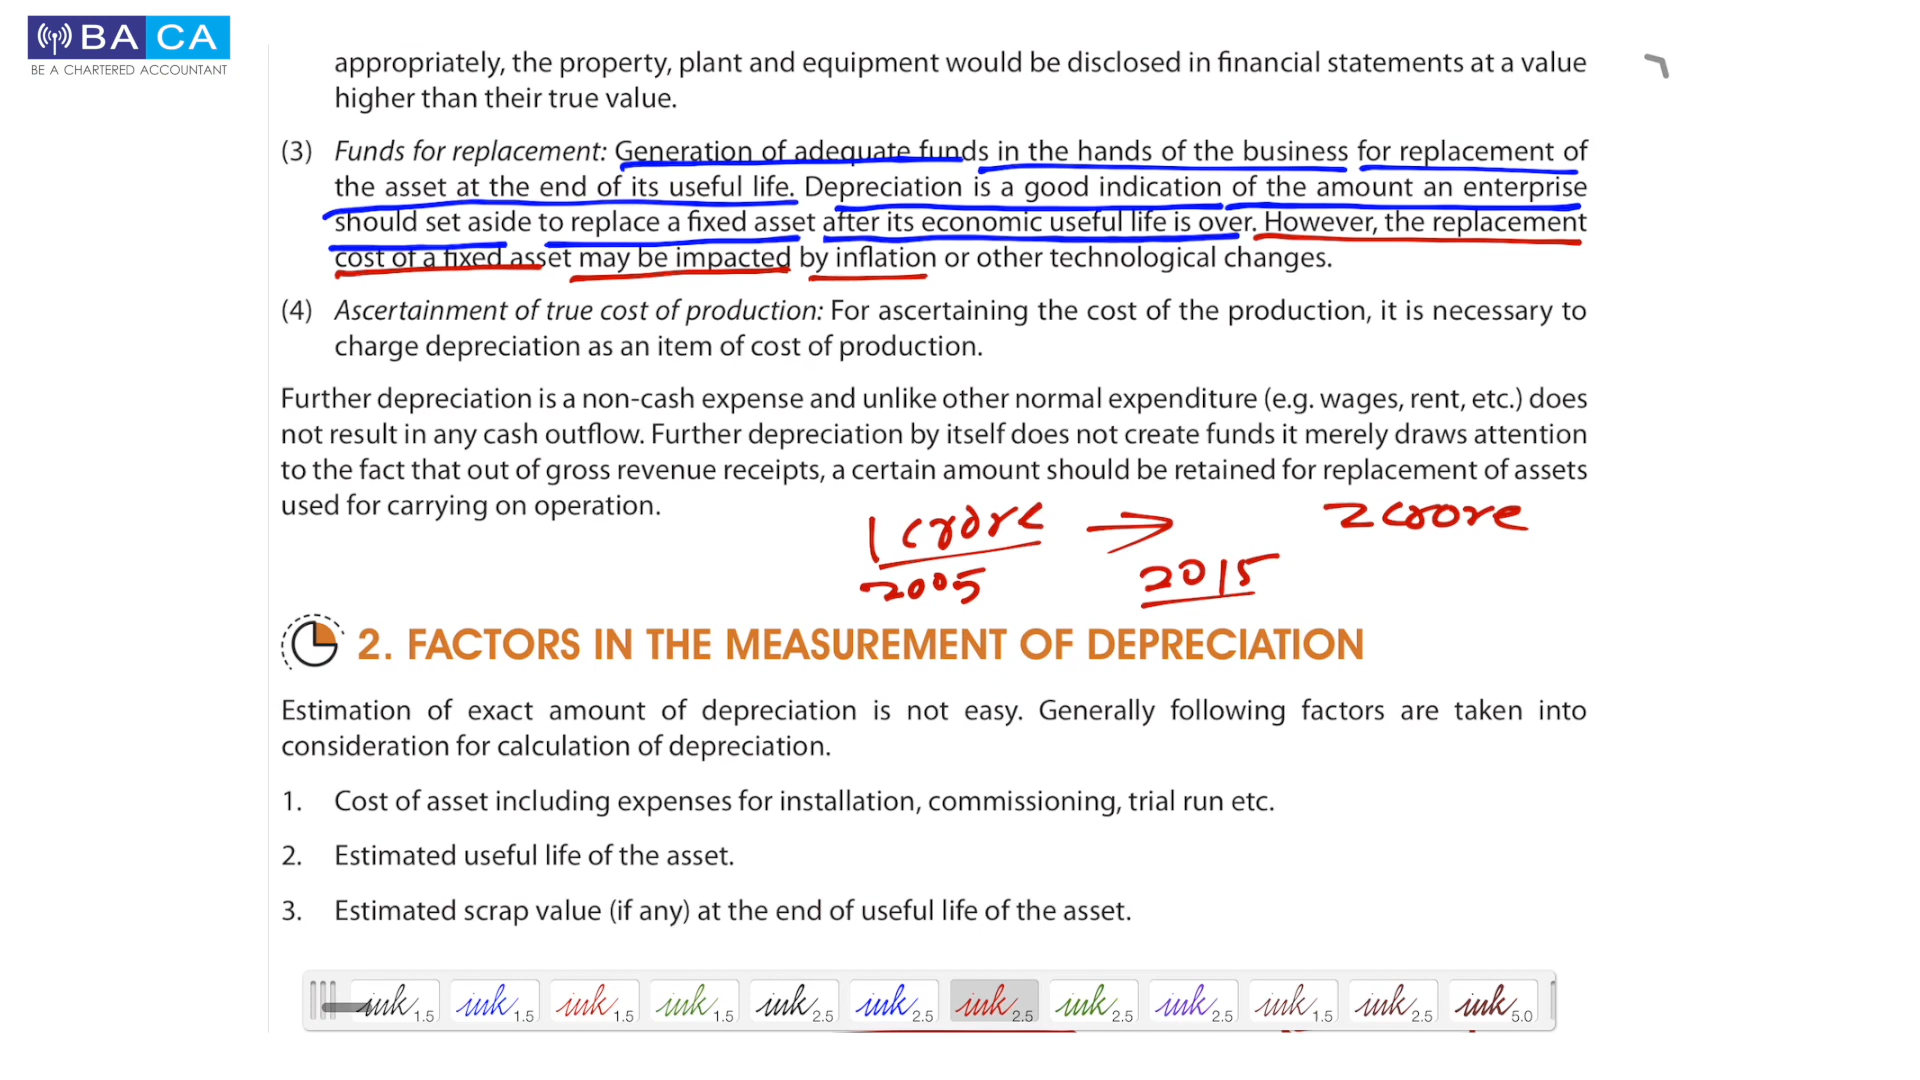 BA CA
BE A CHARTERED ACCOUNTANT
appropriately, the property, plant and equipment would be disclosed in financial statements at a value
higher than their true value.
(3) Funds for replacement: Generation of adequate funds in the hands of the business for replacement of
the asset at the end of its useful life. Depreciation is a good indication of the amount an enterprise
should set aside to replace a fixed asset after its economic useful life is over. However, the replacement
cost of a fixed asset may be impacted by inflation or other technological changes.
(4) Ascertainment of true cost of production: For ascertaining the cost of the production, it is necessary to
charge depreciation as an item of cost of production.
Further depreciation is a non-cash expense and unlike other normal expenditure (e.g. wages, rent, etc.) does
not result in any cash outflow. Further depreciation by itself does not create funds it merely draws attention
to the fact that out of gross revenue receipts, a certain amount should be retained for replacement of assets
used for carrying on operation.
1 crore → 2 crore
2005 2015
2. FACTORS IN THE MEASUREMENT OF DEPRECIATION
Estimation of exact amount of depreciation is not easy. Generally following factors are taken into
consideration for calculation of depreciation.
1. Cost of asset including expenses for installation, commissioning, trial run etc.
2. Estimated useful life of the asset.
3. Estimated scrap value (if any) at the end of useful life of the asset.
ink 1.5 ink 1.5 ink 1.5 ink 1.5 ink 2.5 ink 2.5 ink 2.5 ink 2.5 ink 2.5 ink 1.5 ink 2.5 ink 5.0